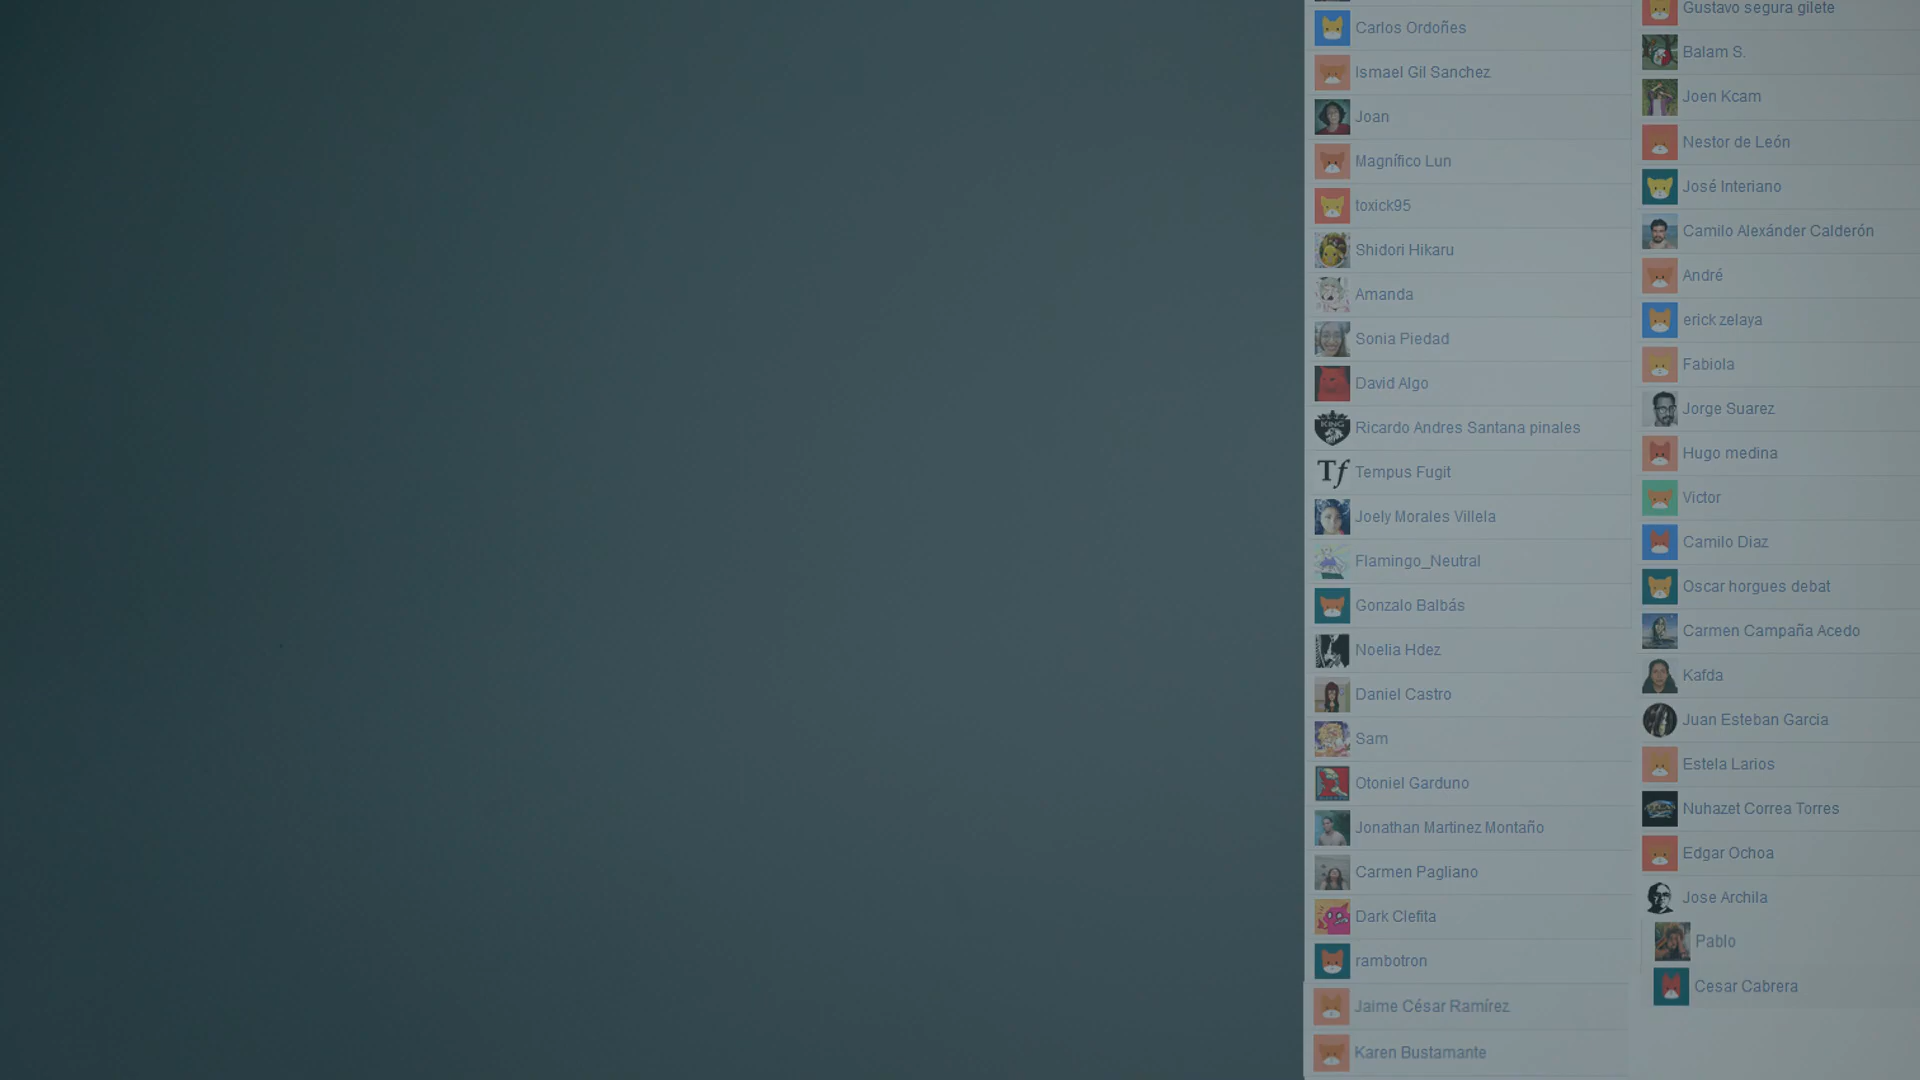 Carlos Ordoñes
Ismael Gil Sanchez
Joan
Magnífico Lun
toxick95
Shidori Hikaru
Amanda
Sonia Piedad
David Algo
KING
Ricardo Andres Santana pinales
Tf
Tempus Fugit
Joely Morales Villela
Flamingo_Neutral
Gonzalo Balbás
Noelia Hdez
Daniel Castro
Sam
Otoniel Garduno
Jonathan Martinez Montaño
Carmen Pagliano
Dark Clefita
rambotron
Jaime César Ramírez
Karen Bustamante
Gustavo segura gilete
Balam S.
Joen Kcam
Nestor de León
José Interiano
Camilo Alexánder Calderón
André
erick zelaya
Fabiola
Jorge Suarez
Hugo medina
Victor
Camilo Diaz
Oscar horgues debat
Carmen Campaña Acedo
Kafda
Juan Esteban Garcia
Estela Larios
Nuhazet Correa Torres
Edgar Ochoa
Jose Archila
Pablo
Cesar Cabrera